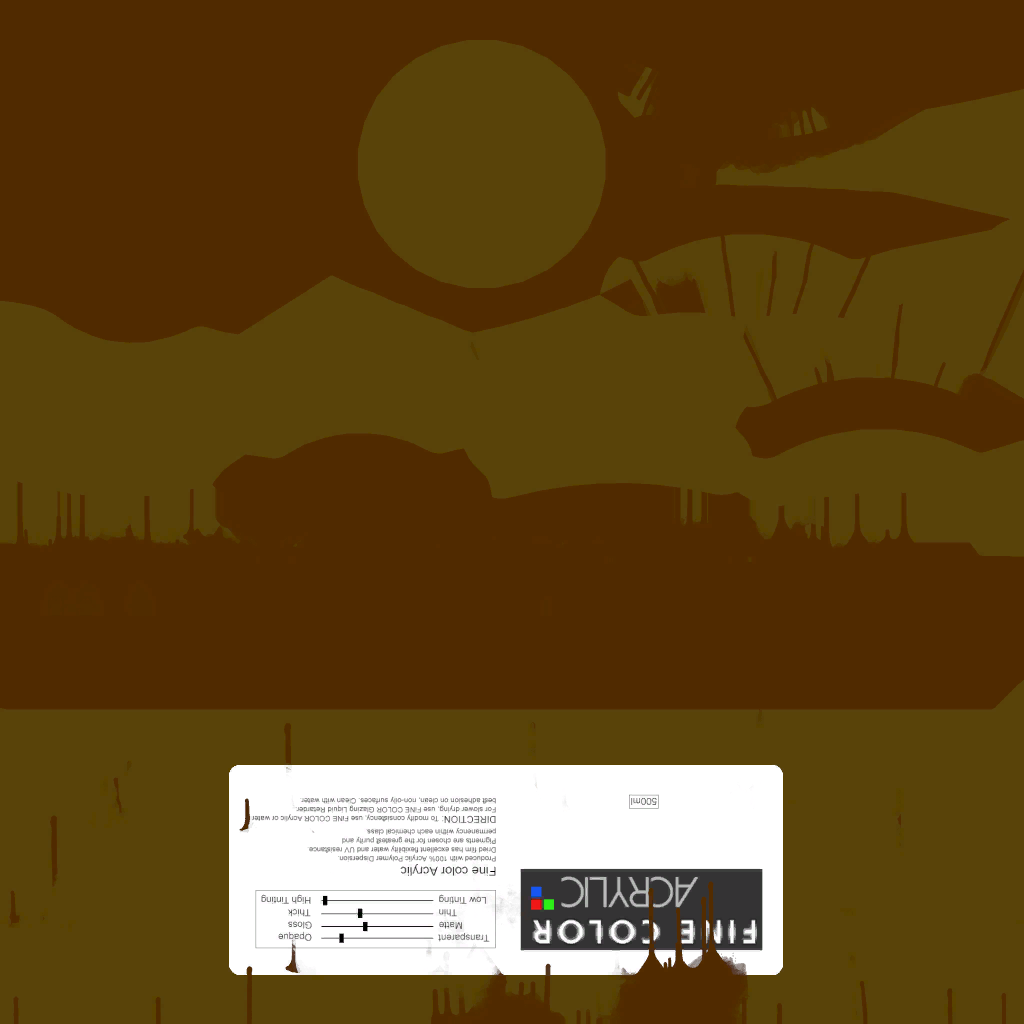 FINE COLOR
ACRYLIC
500ml
Transparent Opaque
Matte Gloss
Thin Thick
Low Tinting High Tinting
Fine color Acrylic
Produced with 100% Acrylic Polymer Dispersion.
Dried film has excellent flexibility water and UV resistance.
Pigments are chosen for the greatest purity and
permanency within each chemical class.
DIRECTION: To modify consistency, use FINE COLOR Acrylic or water
For slower drying, use FINE COLOR Glazing Liquid Retarder.
best adhesion on clean, non-oily surfaces. Clean with water.